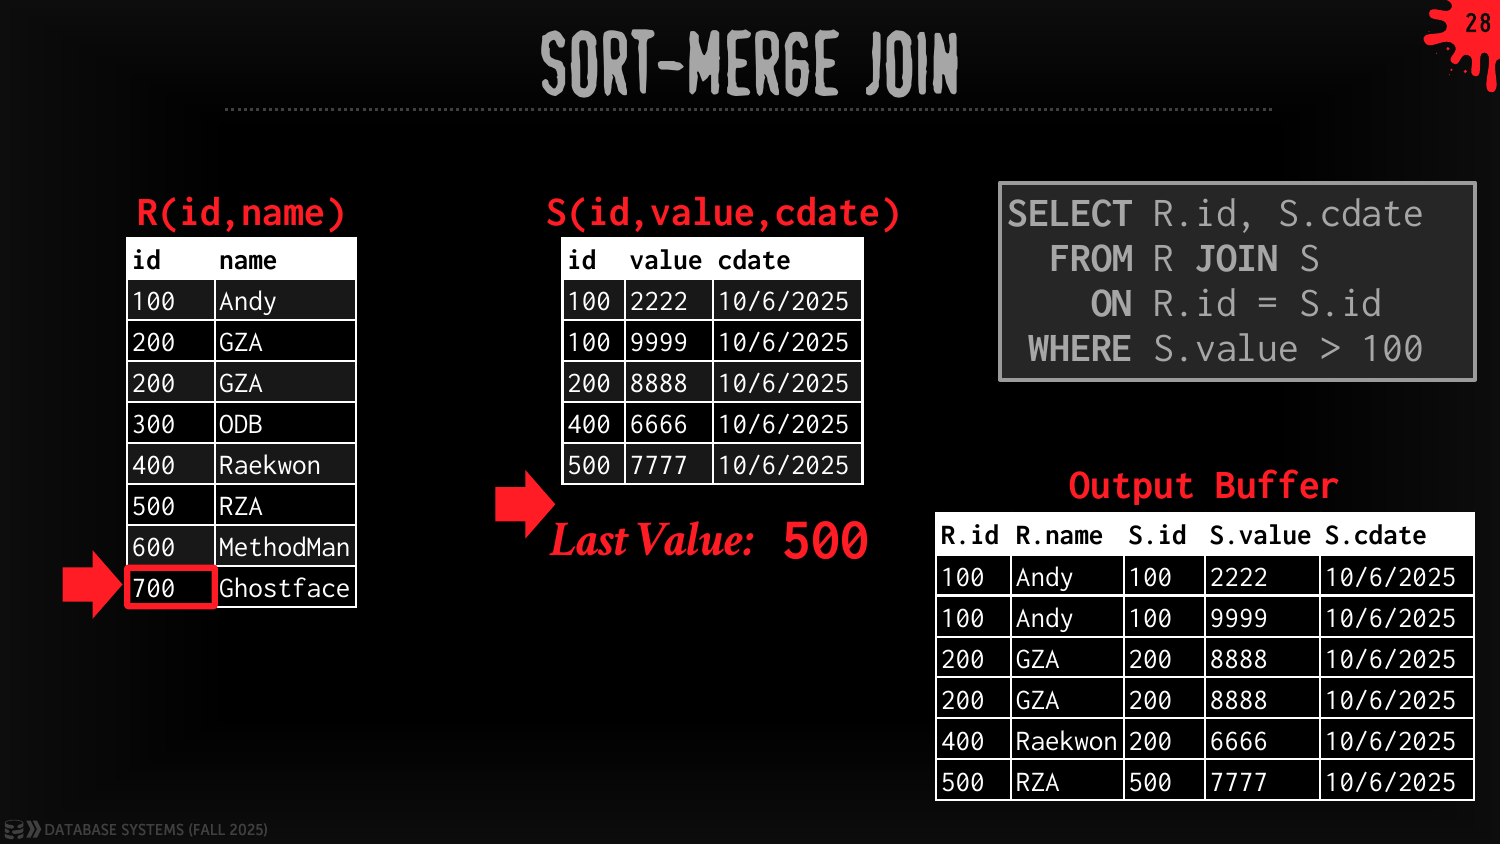 28
SORT-MERGE JOIN
R(id,name)
id name
100 Andy
200 GZA
200 GZA
300 ODB
400 Raekwon
500 RZA
600 MethodMan
700 Ghostface
S(id,value,cdate)
id value cdate
100 2222 10/6/2025
100 9999 10/6/2025
200 8888 10/6/2025
400 6666 10/6/2025
500 7777 10/6/2025
Last Value: 500
SELECT R.id, S.cdate
FROM R JOIN S
ON R.id = S.id
WHERE S.value > 100
Output Buffer
R.id R.name S.id S.value S.cdate
100 Andy 100 2222 10/6/2025
100 Andy 100 9999 10/6/2025
200 GZA 200 8888 10/6/2025
200 GZA 200 8888 10/6/2025
400 Raekwon 200 6666 10/6/2025
500 RZA 500 7777 10/6/2025
DATABASE SYSTEMS (FALL 2025)